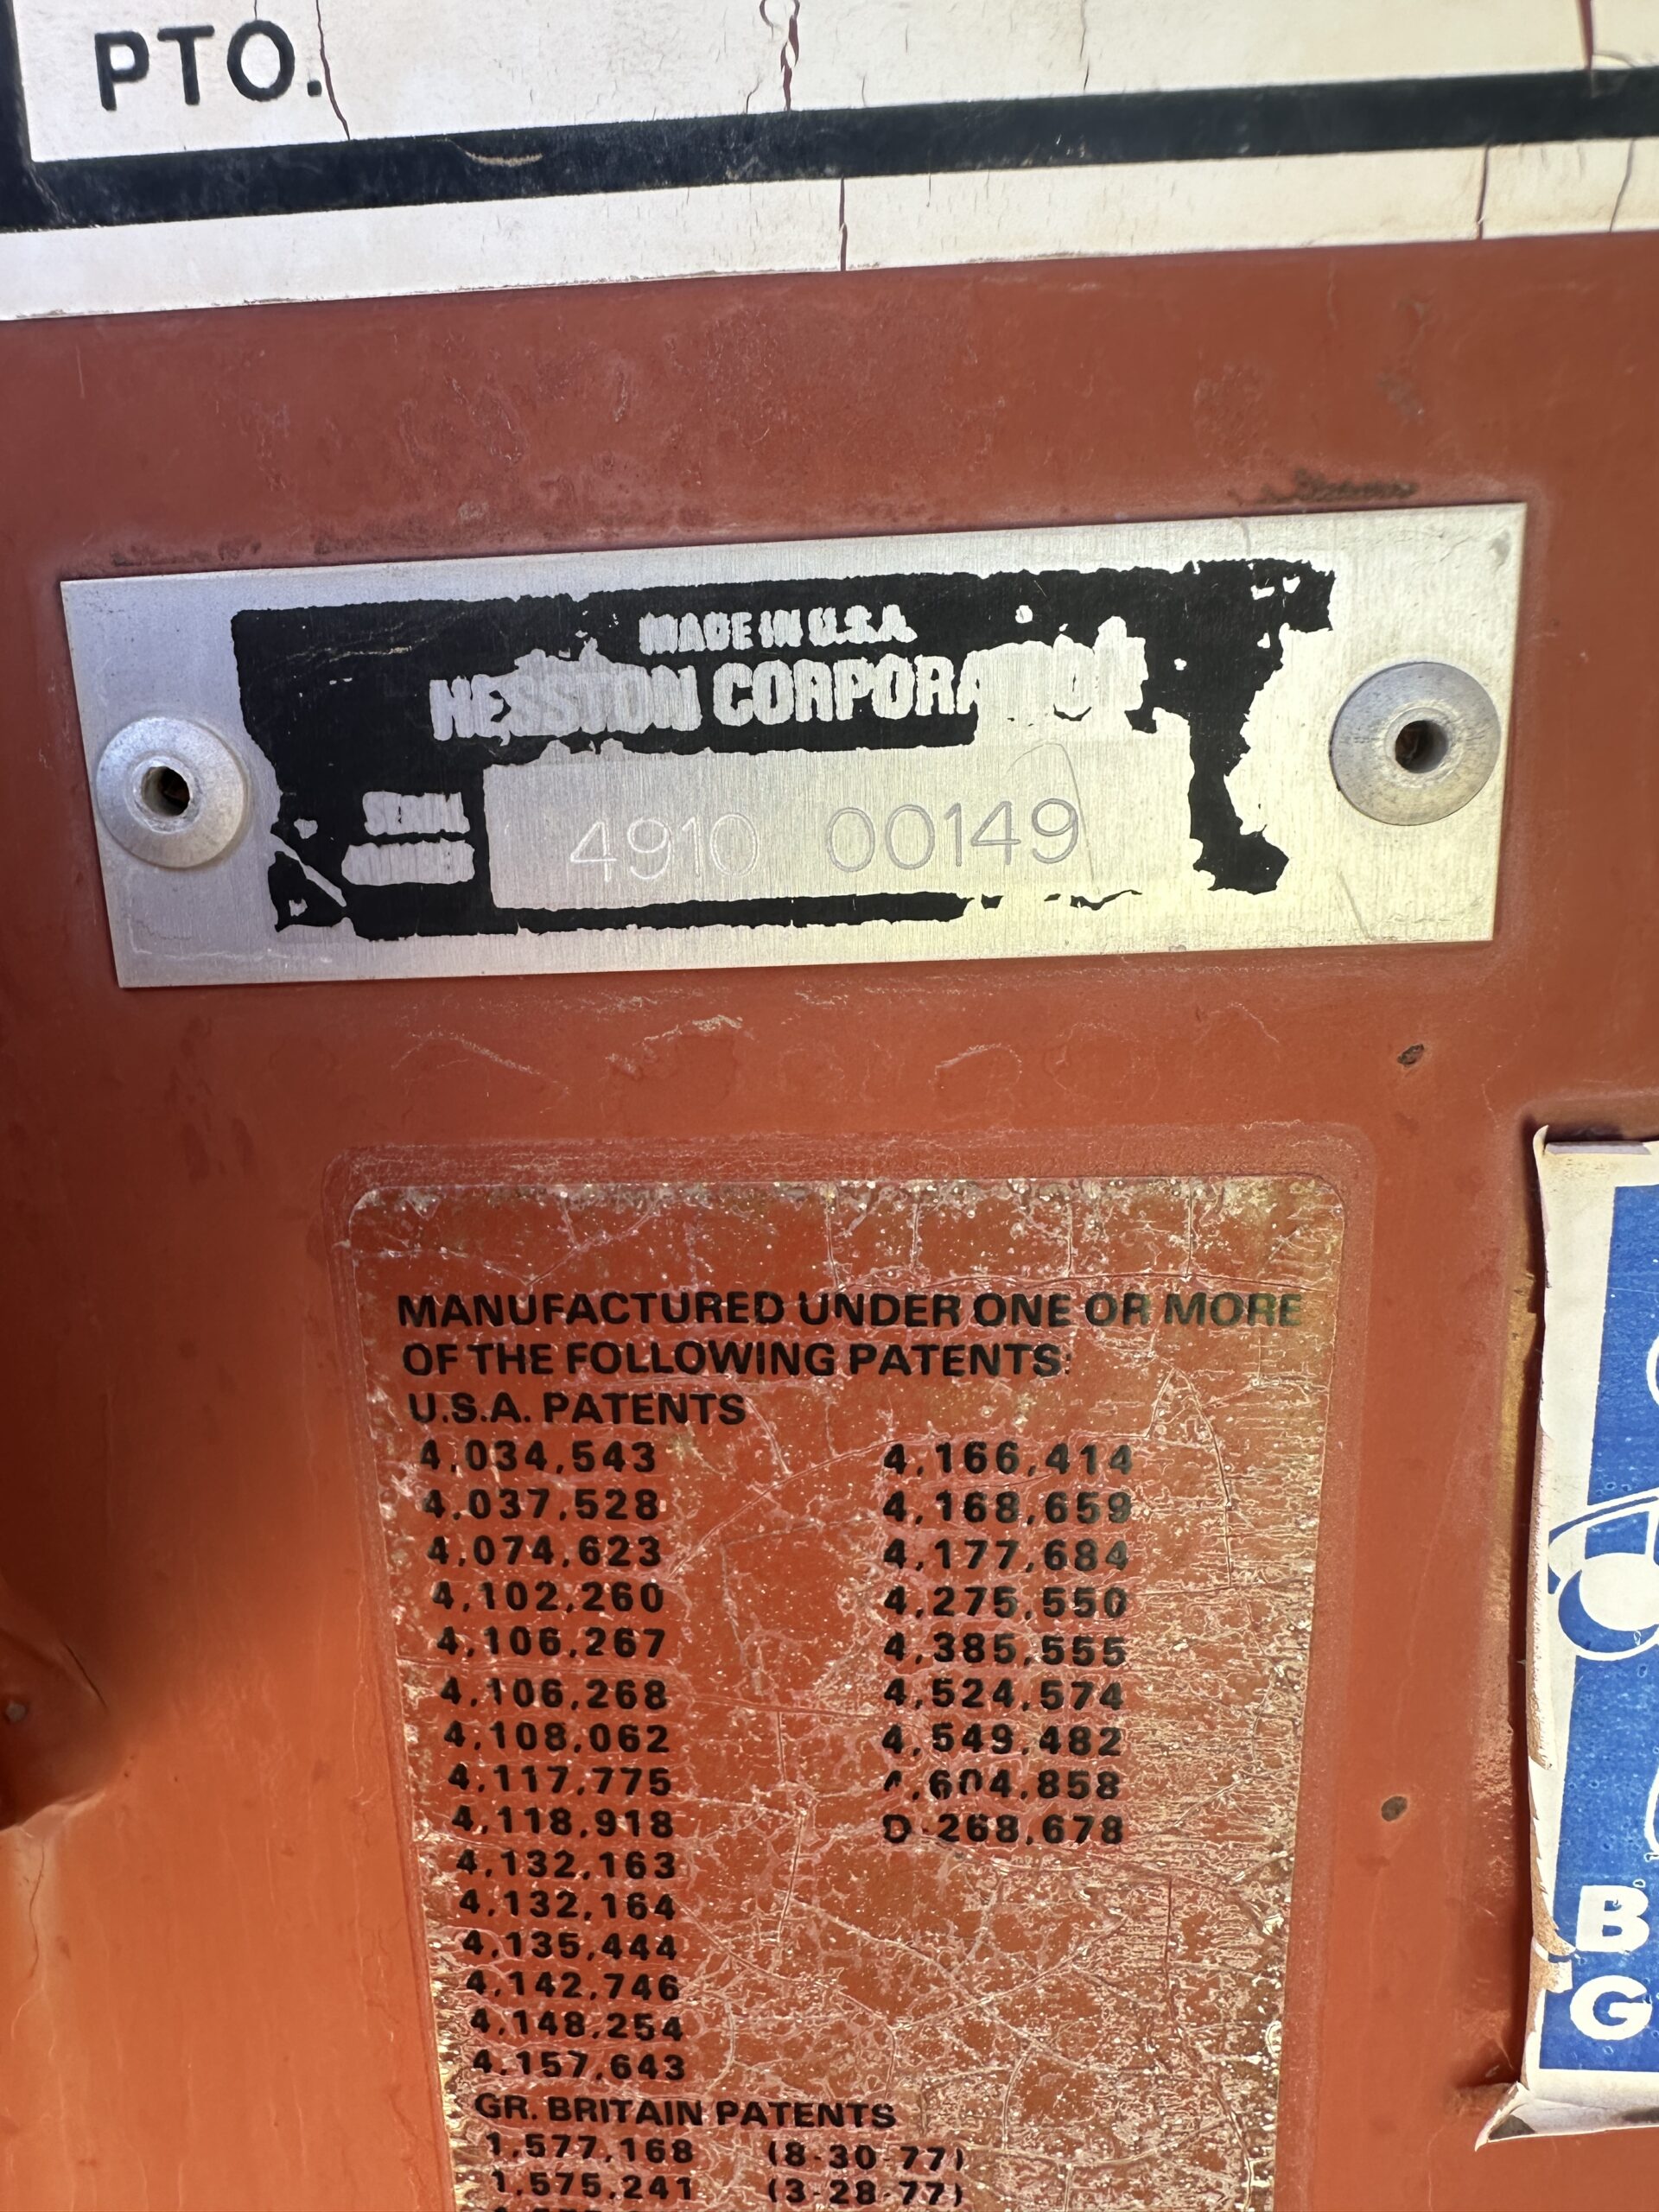 PTO.
MADE IN U.S.A.
HESSTON CORPORATION
SERIAL
NUMBER
4910 00149
MANUFACTURED UNDER ONE OR MORE
OF THE FOLLOWING PATENTS:
U.S.A. PATENTS
4,034,543 4,166,414
4,037,528 4,168,659
4,074,623 4,177,684
4,102,260 4,275,550
4,106,267 4,385,555
4,106,268 4,524,574
4,108,062 4,549,482
4,117,775 4,604,858
4,118,918 D-268,678
4,132,163
4,132,164
4,135,444
4,142,746
4,148,254
4,157,643
GR. BRITAIN PATENTS
1,577,168 (8-30-77)
1,575,241 (3-28-77)
B
G